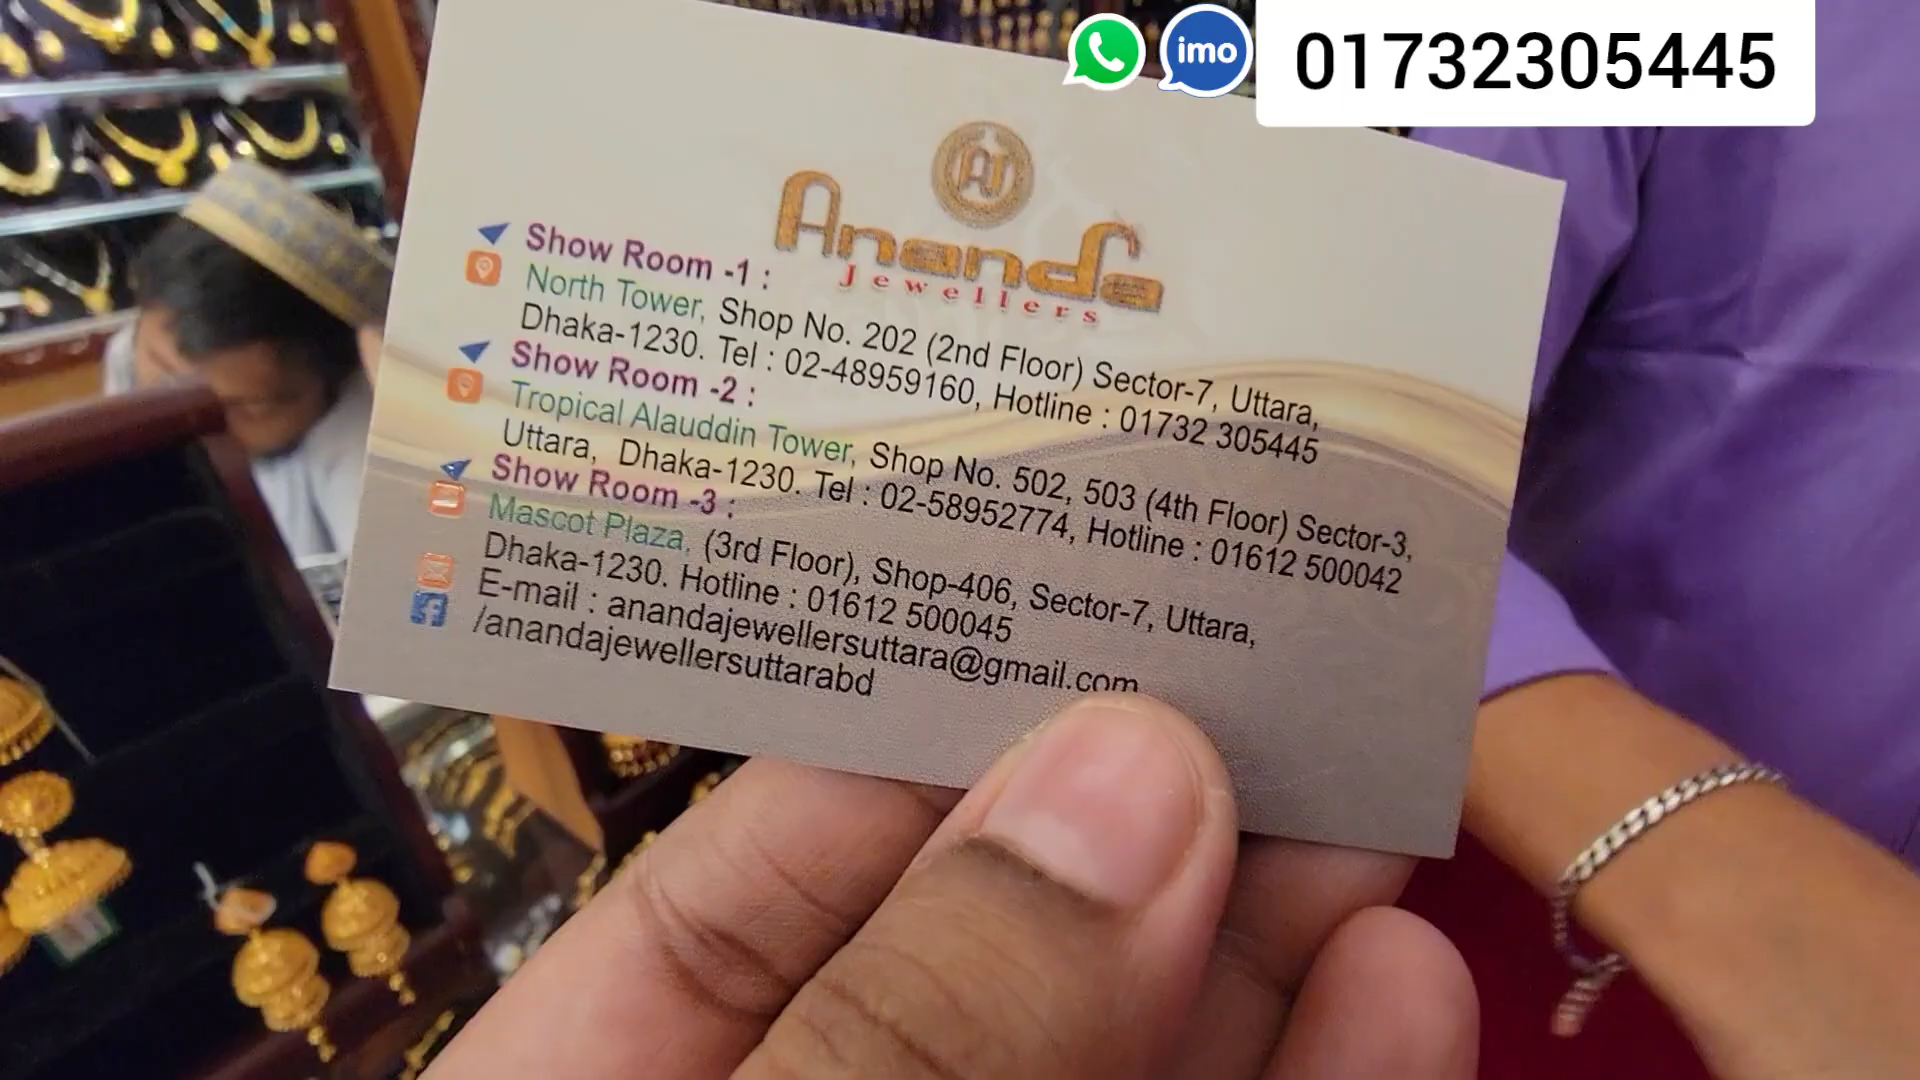 imo
01732305445
AJ
Ananda
Jewellers
Show Room -1 :
North Tower, Shop No. 202 (2nd Floor) Sector-7, Uttara,
Dhaka-1230. Tel : 02-48959160, Hotline : 01732 305445
Show Room -2 :
Tropical Alauddin Tower, Shop No. 502, 503 (4th Floor) Sector-3,
Uttara, Dhaka-1230. Tel : 02-58952774, Hotline : 01612 500042
Show Room -3 :
Mascot Plaza, (3rd Floor), Shop-406, Sector-7, Uttara,
Dhaka-1230. Hotline : 01612 500045
E-mail : anandajewellersuttara@gmail.com
/anandajewellersuttarabd